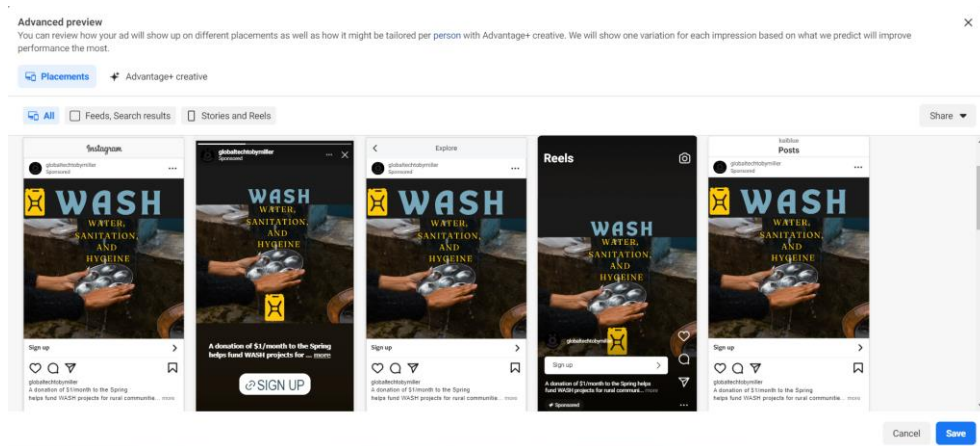 Advanced preview
You can review how your ad will show up on different placements as well as how it might be tailored per person with Advantage+ creative. We will show one variation for each impression based on what we predict will improve
performance the most.
Placements
Advantage+ creative
All
Feeds, Search results
Stories and Reels
Share
Instagram
globaltechtobymiller
Sponsored
WASH
WATER,
SANITATION,
AND
HYGEINE
Sign up
globaltechtobymiller
A donation of $1/month to the Spring
helps fund WASH projects for rural communitie... more
globaltechtobymiller
Sponsored
WASH
WATER,
SANITATION,
AND
HYGEINE
A donation of $1/month to the Spring
helps fund WASH projects for ... more
SIGN UP
Explore
globaltechtobymiller
Sponsored
WASH
WATER,
SANITATION,
AND
HYGEINE
Sign up
globaltechtobymiller
A donation of $1/month to the Spring
helps fund WASH projects for rural communitie... more
Reels
WASH
WATER,
SANITATION,
AND
HYGEINE
globaltechtobymiller
Sign up
A donation of $1/month to the Spring helps
fund WASH projects for rural communi... more
Sponsored
Posts
globaltechtobymiller
Sponsored
WASH
WATER,
SANITATION,
AND
HYGEINE
Sign up
globaltechtobymiller
A donation of $1/month to the Spring
helps fund WASH projects for rural communitie... more
Cancel
Save